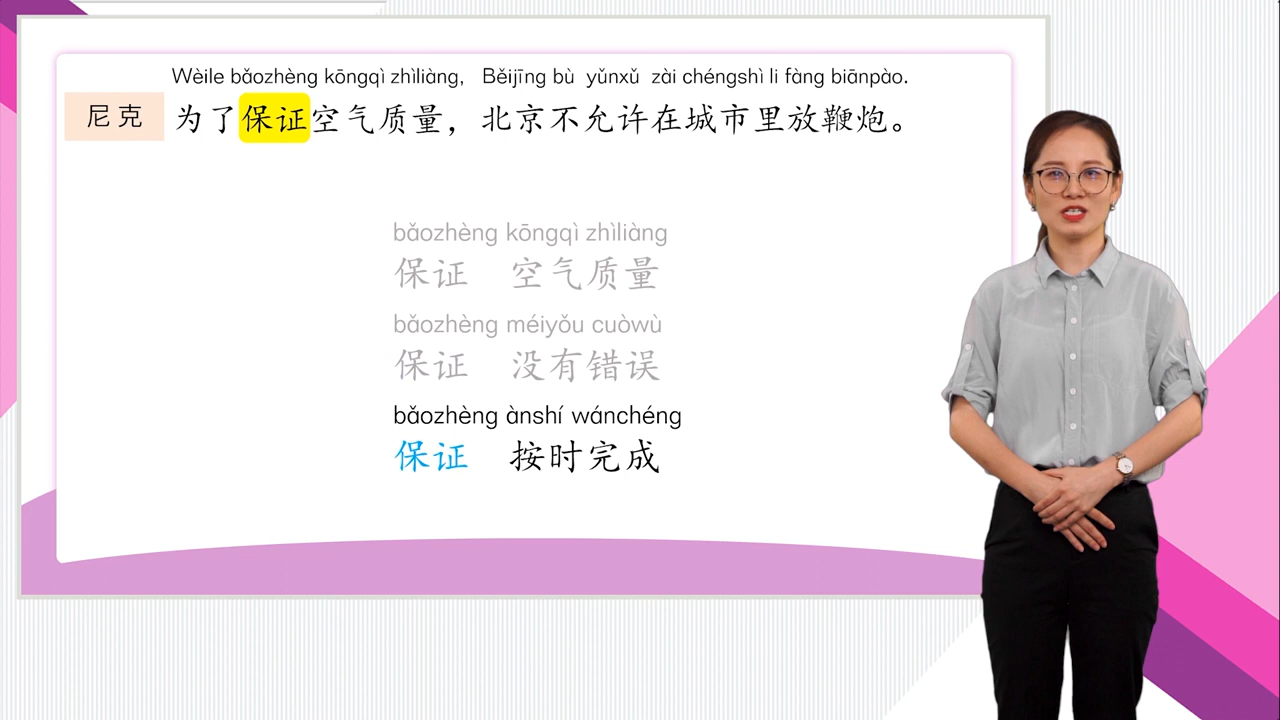 Wèile bǎozhèng kōngqì zhìliàng, Běijīng bù yǔnxǔ zài chéngshì li fàng biānpào.
尼克 为了保证空气质量，北京不允许在城市里放鞭炮。
bǎozhèng kōngqì zhìliàng
保证 空气质量
bǎozhèng méiyǒu cuòwù
保证 没有错误
bǎozhèng ànshí wánchéng
保证 按时完成